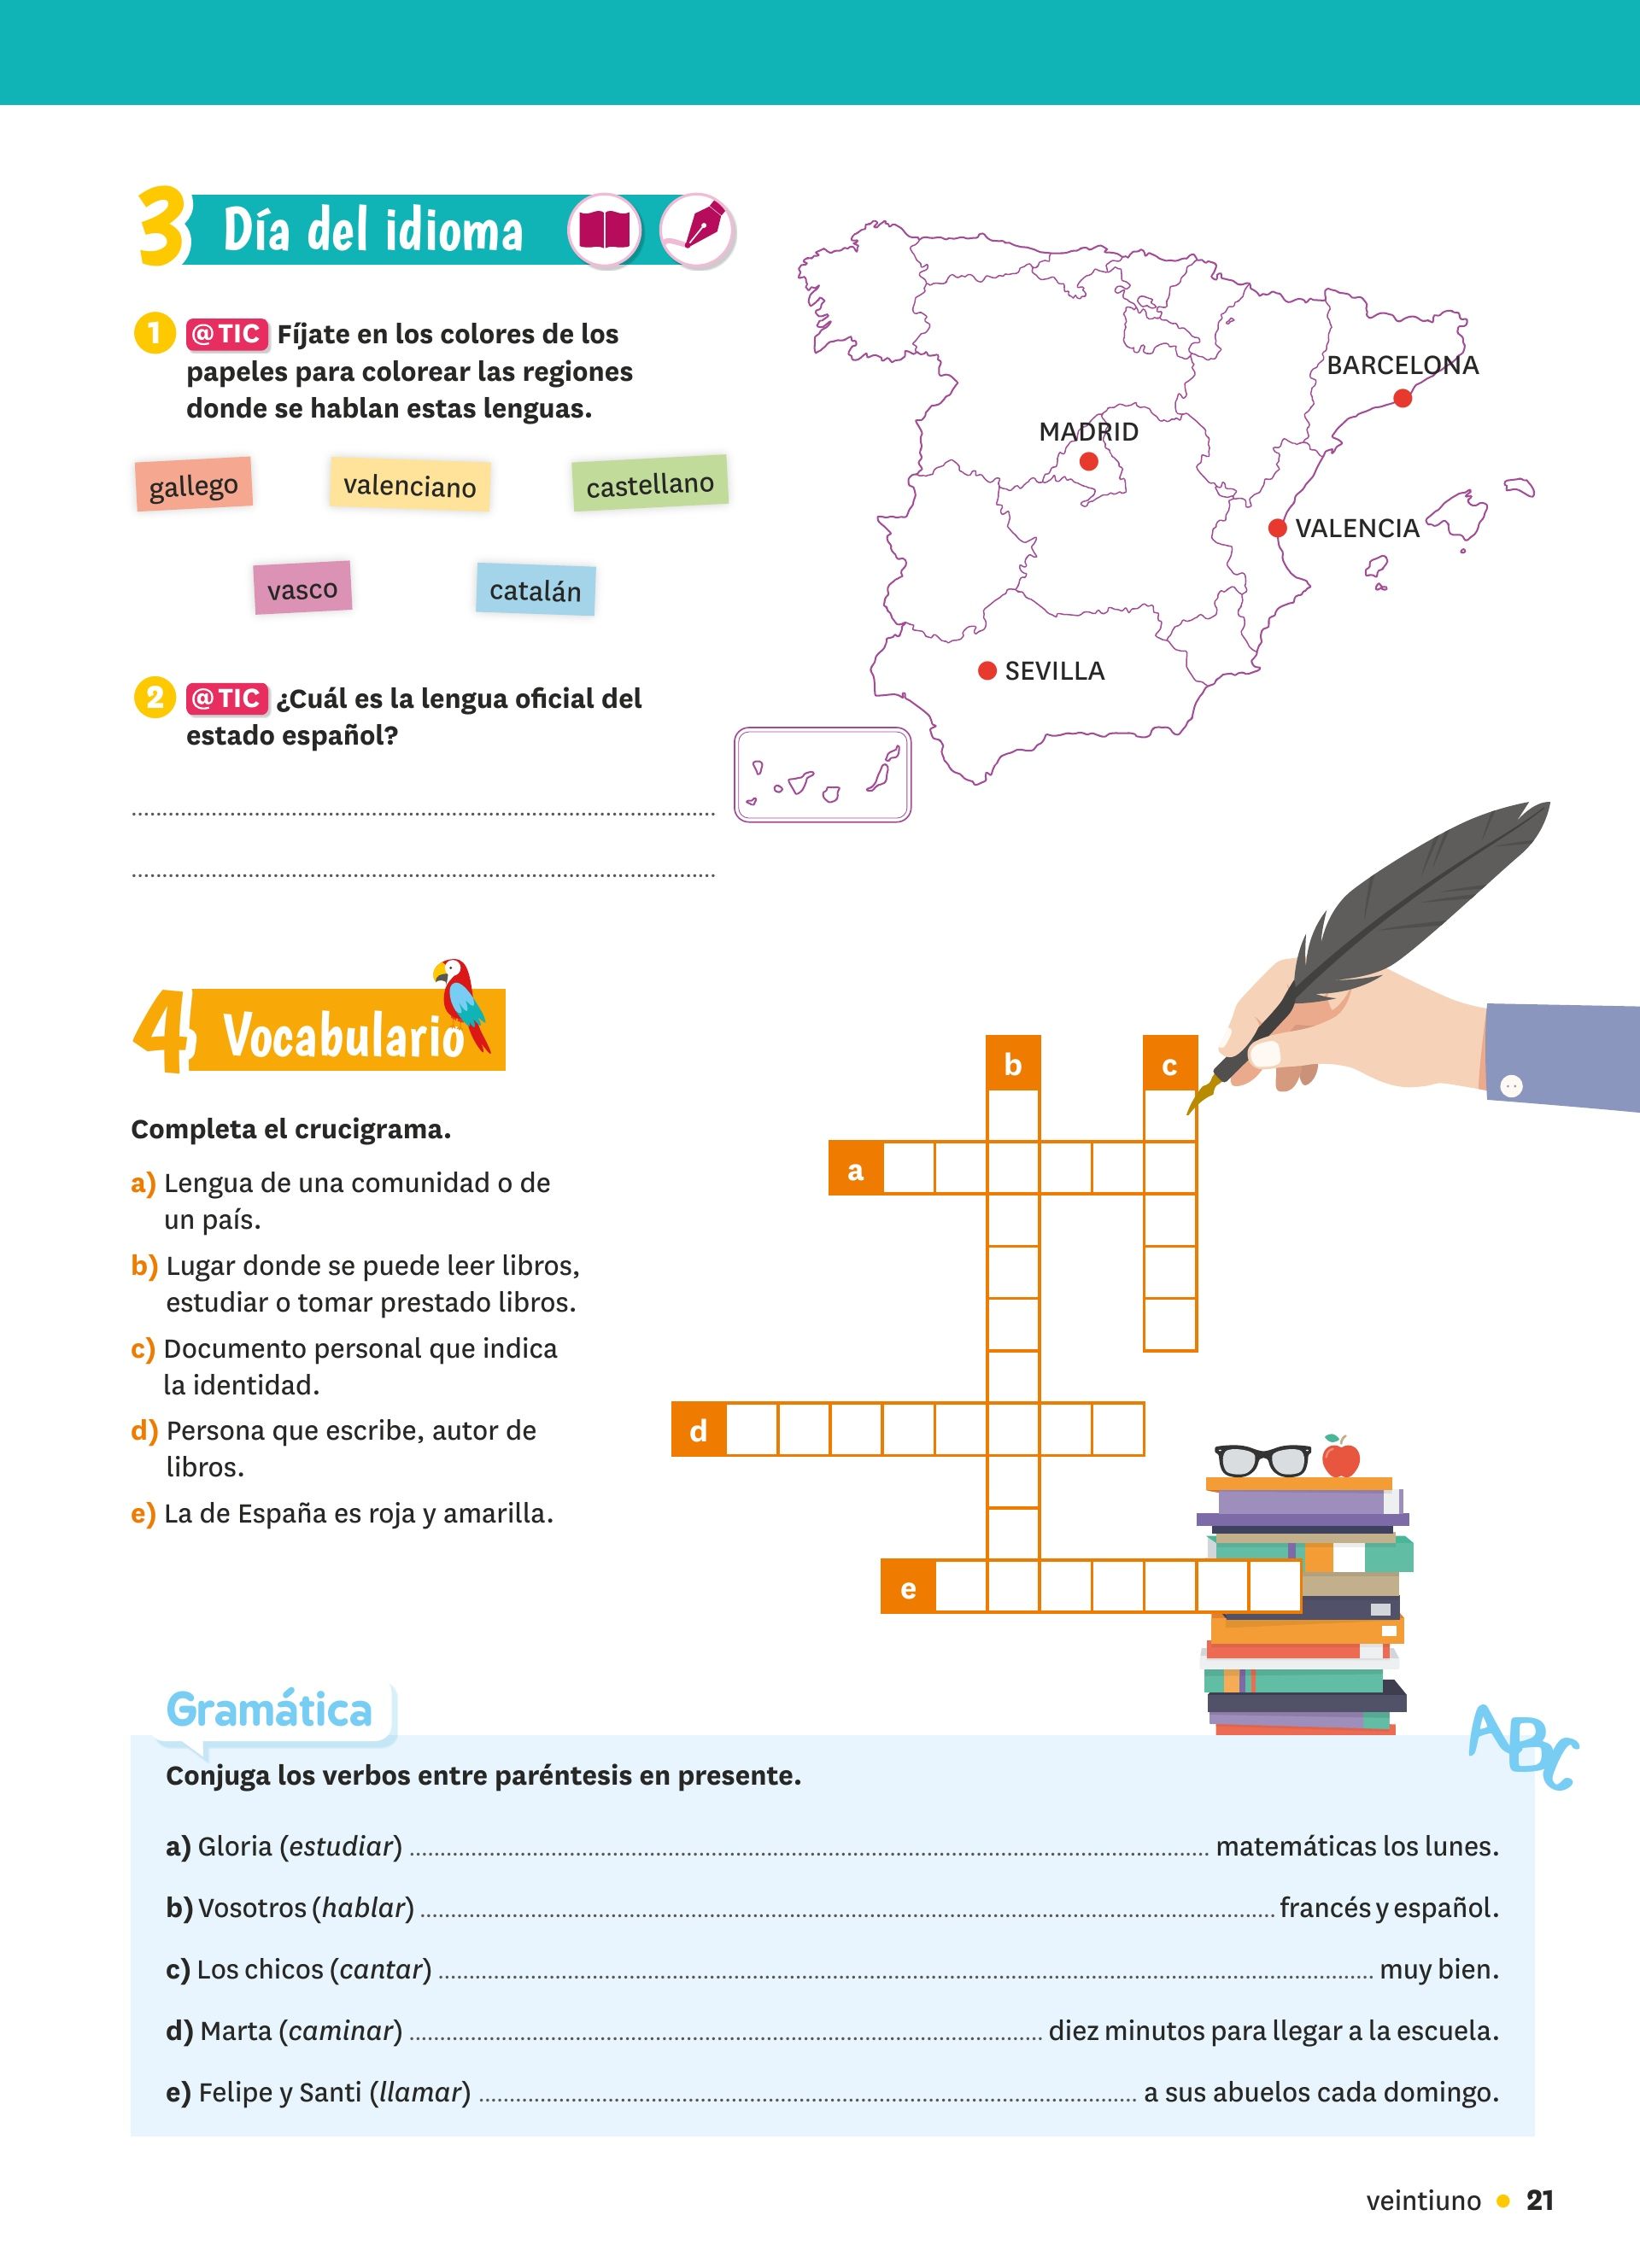 3 Día del idioma
1 @TIC Fíjate en los colores de los
papeles para colorear las regiones
donde se hablan estas lenguas.
gallego
valenciano
castellano
vasco
catalán
2 @TIC ¿Cuál es la lengua oficial del
estado español?
BARCELONA
MADRID
VALENCIA
SEVILLA
4 Vocabulario
Completa el crucigrama.
a) Lengua de una comunidad o de
un país.
b) Lugar donde se puede leer libros,
estudiar o tomar prestado libros.
c) Documento personal que indica
la identidad.
d) Persona que escribe, autor de
libros.
e) La de España es roja y amarilla.
b
c
a
d
e
Gramática
ABC
Conjuga los verbos entre paréntesis en presente.
a) Gloria (estudiar) ........ matemáticas los lunes.
b) Vosotros (hablar) ........ francés y español.
c) Los chicos (cantar) ........ muy bien.
d) Marta (caminar) ........ diez minutos para llegar a la escuela.
e) Felipe y Santi (llamar) ........ a sus abuelos cada domingo.
veintiuno • 21